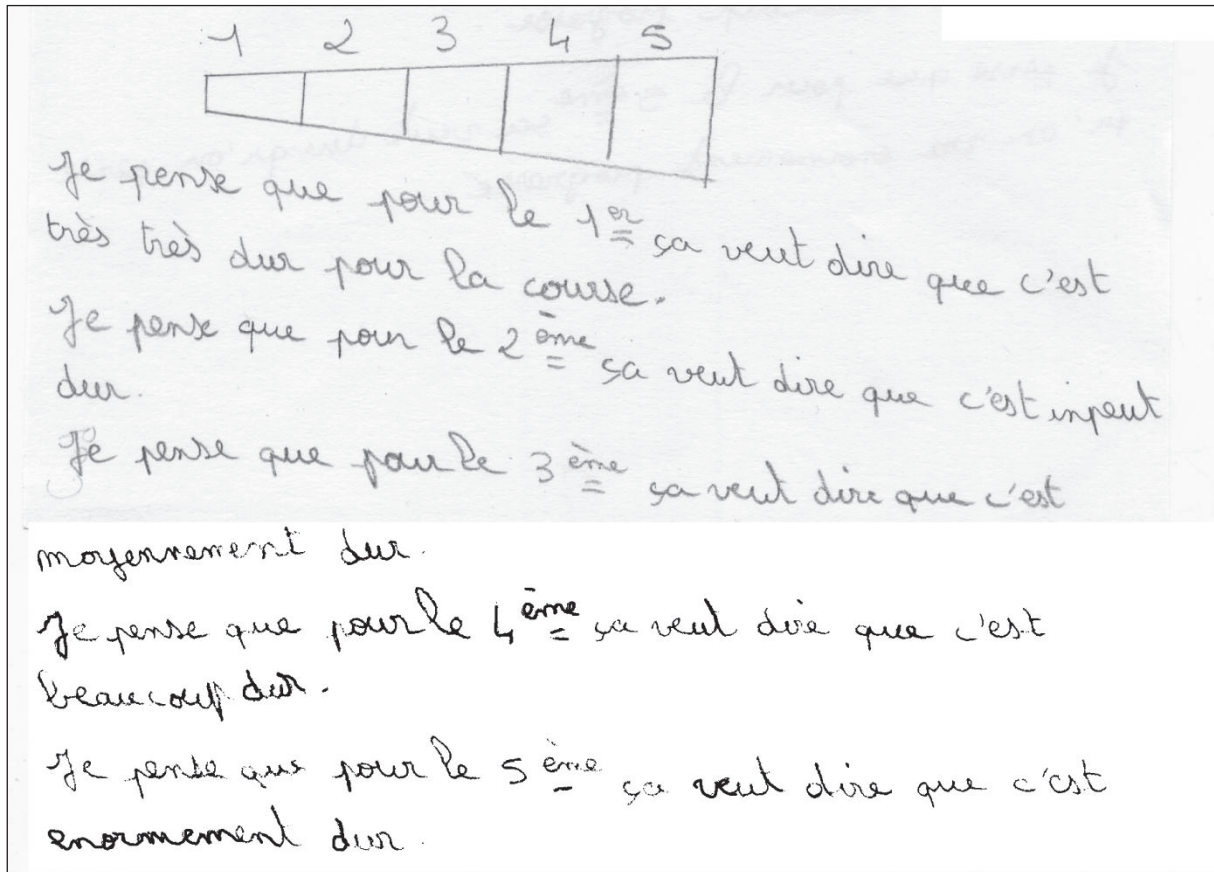 1 2 3 4 5
Je pense que pour le 1er ça veut dire que c'est
très très dur pour la course.
Je pense que pour le 2ème ça veut dire que c'est inpeut
dur.
Je pense que pour le 3ème ça veut dire que c'est
moyennement dur.
Je pense que pour le 4ème ça veut dire que c'est
beaucoup dur.
Je pense que pour le 5ème ça veut dire que c'est
enormement dur.